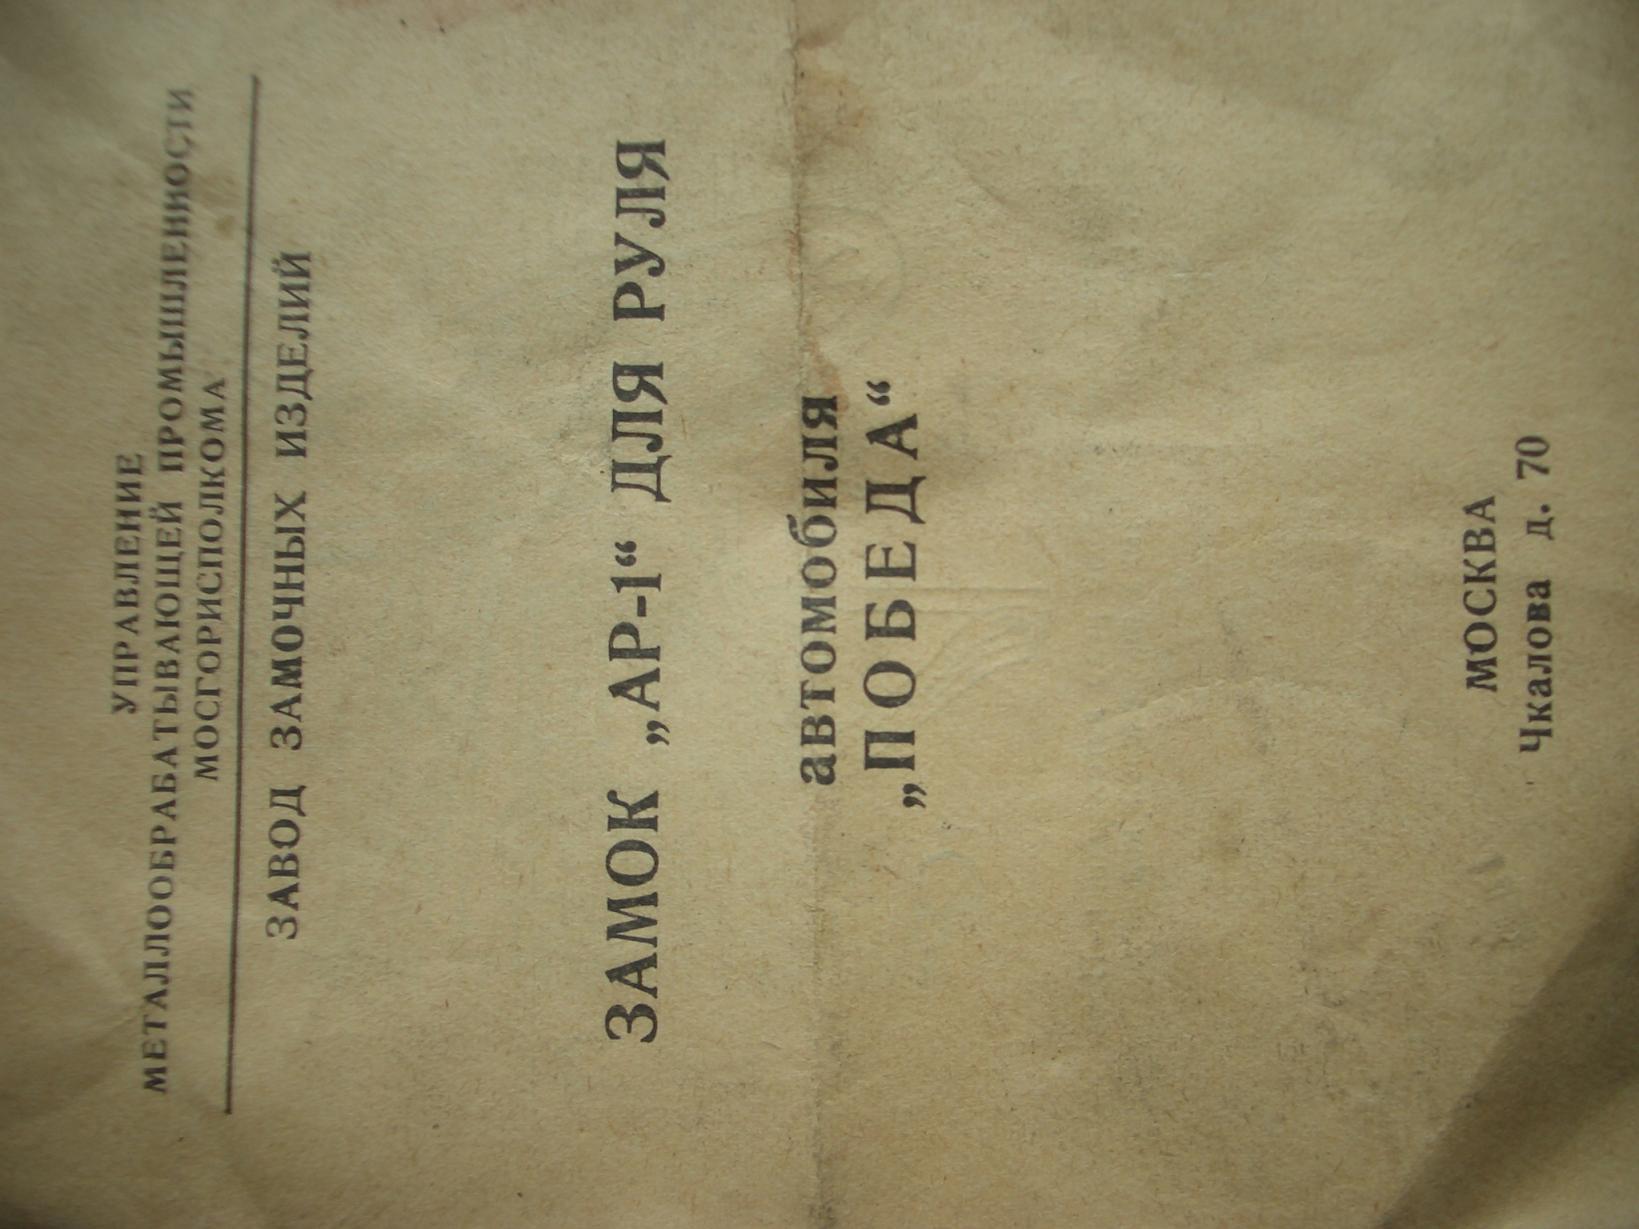 УПРАВЛЕНИЕ
МЕТАЛЛООБРАБАТЫВАЮЩЕЙ ПРОМЫШЛЕННОСТИ
МОСГОРИСПОЛКОМА
ЗАВОД ЗАМОЧНЫХ ИЗДЕЛИЙ
ЗАМОК „АР-1“ ДЛЯ РУЛЯ
автомобиля
„ПОБЕДА“
МОСКВА
Чкалова д. 70